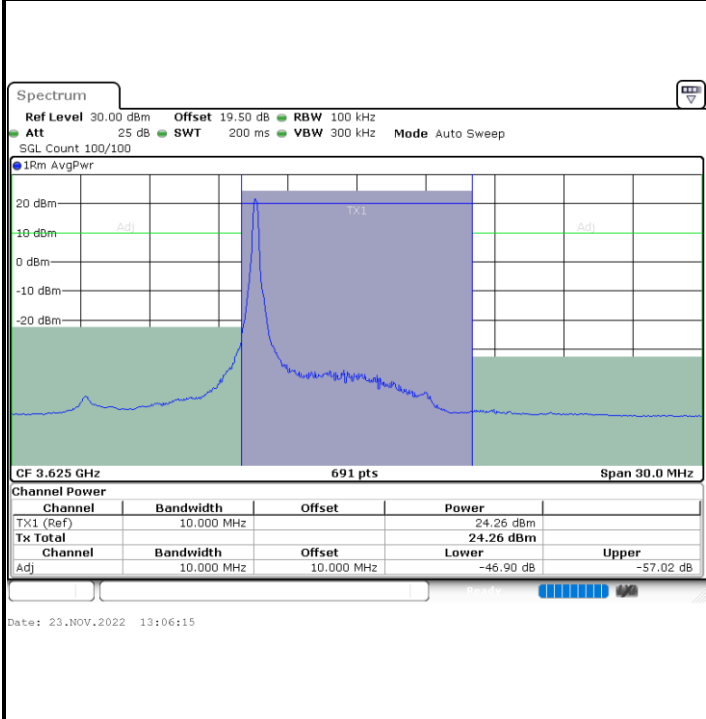 Spectrum
Ref Level 30.00 dBm Offset 19.50 dB RBW 100 kHz
Att 25 dB SWT 200 ms VBW 300 kHz Mode Auto Sweep
SGL Count 100/100
1Rm AvgPwr
20 dBm
TX1
10 dBm Adj Adj
0 dBm
-10 dBm
-20 dBm
CF 3.625 GHz 691 pts Span 30.0 MHz
Channel Power
Channel Bandwidth Offset Power
TX1 (Ref) 10.000 MHz 24.26 dBm
Tx Total 24.26 dBm
Channel Bandwidth Offset Lower Upper
Adj 10.000 MHz 10.000 MHz -46.90 dB -57.02 dB
Ready
Date: 23.NOV.2022 13:06:15